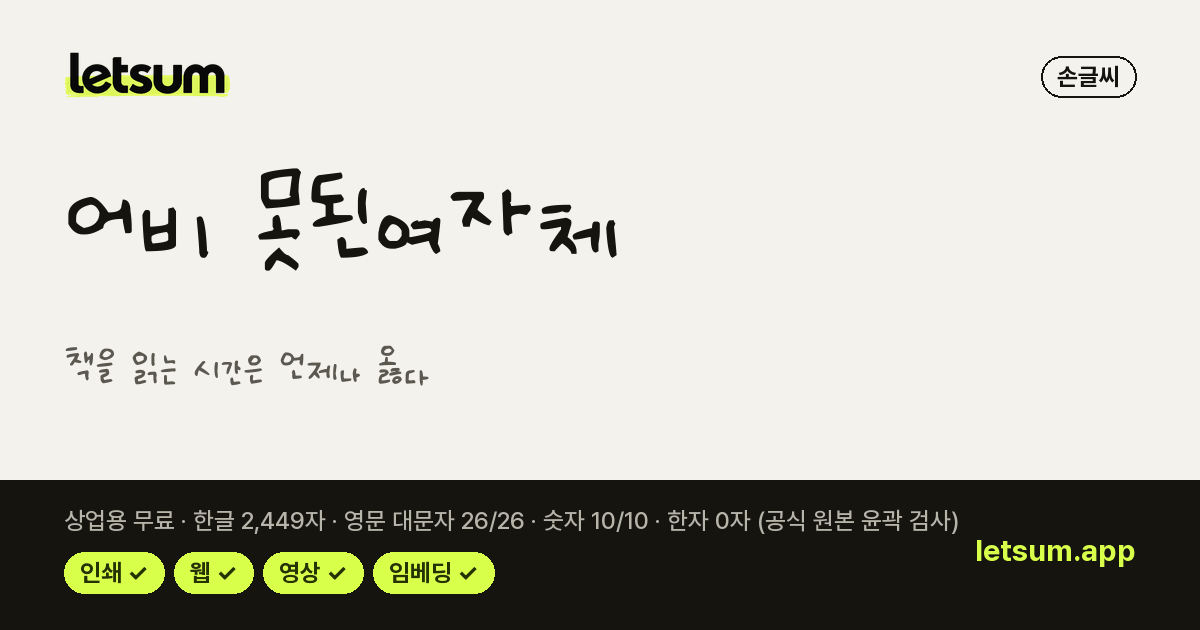 letsum
손글씨
어비 못된여자체
책을 읽는 시간은 언제나 옳다
상업용 무료 · 한글 2,449자 · 영문 대문자 26/26 · 숫자 10/10 · 한자 0자 (공식 원본 윤곽 검사)
인쇄 ✓ 웹 ✓ 영상 ✓ 임베딩 ✓
letsum.app